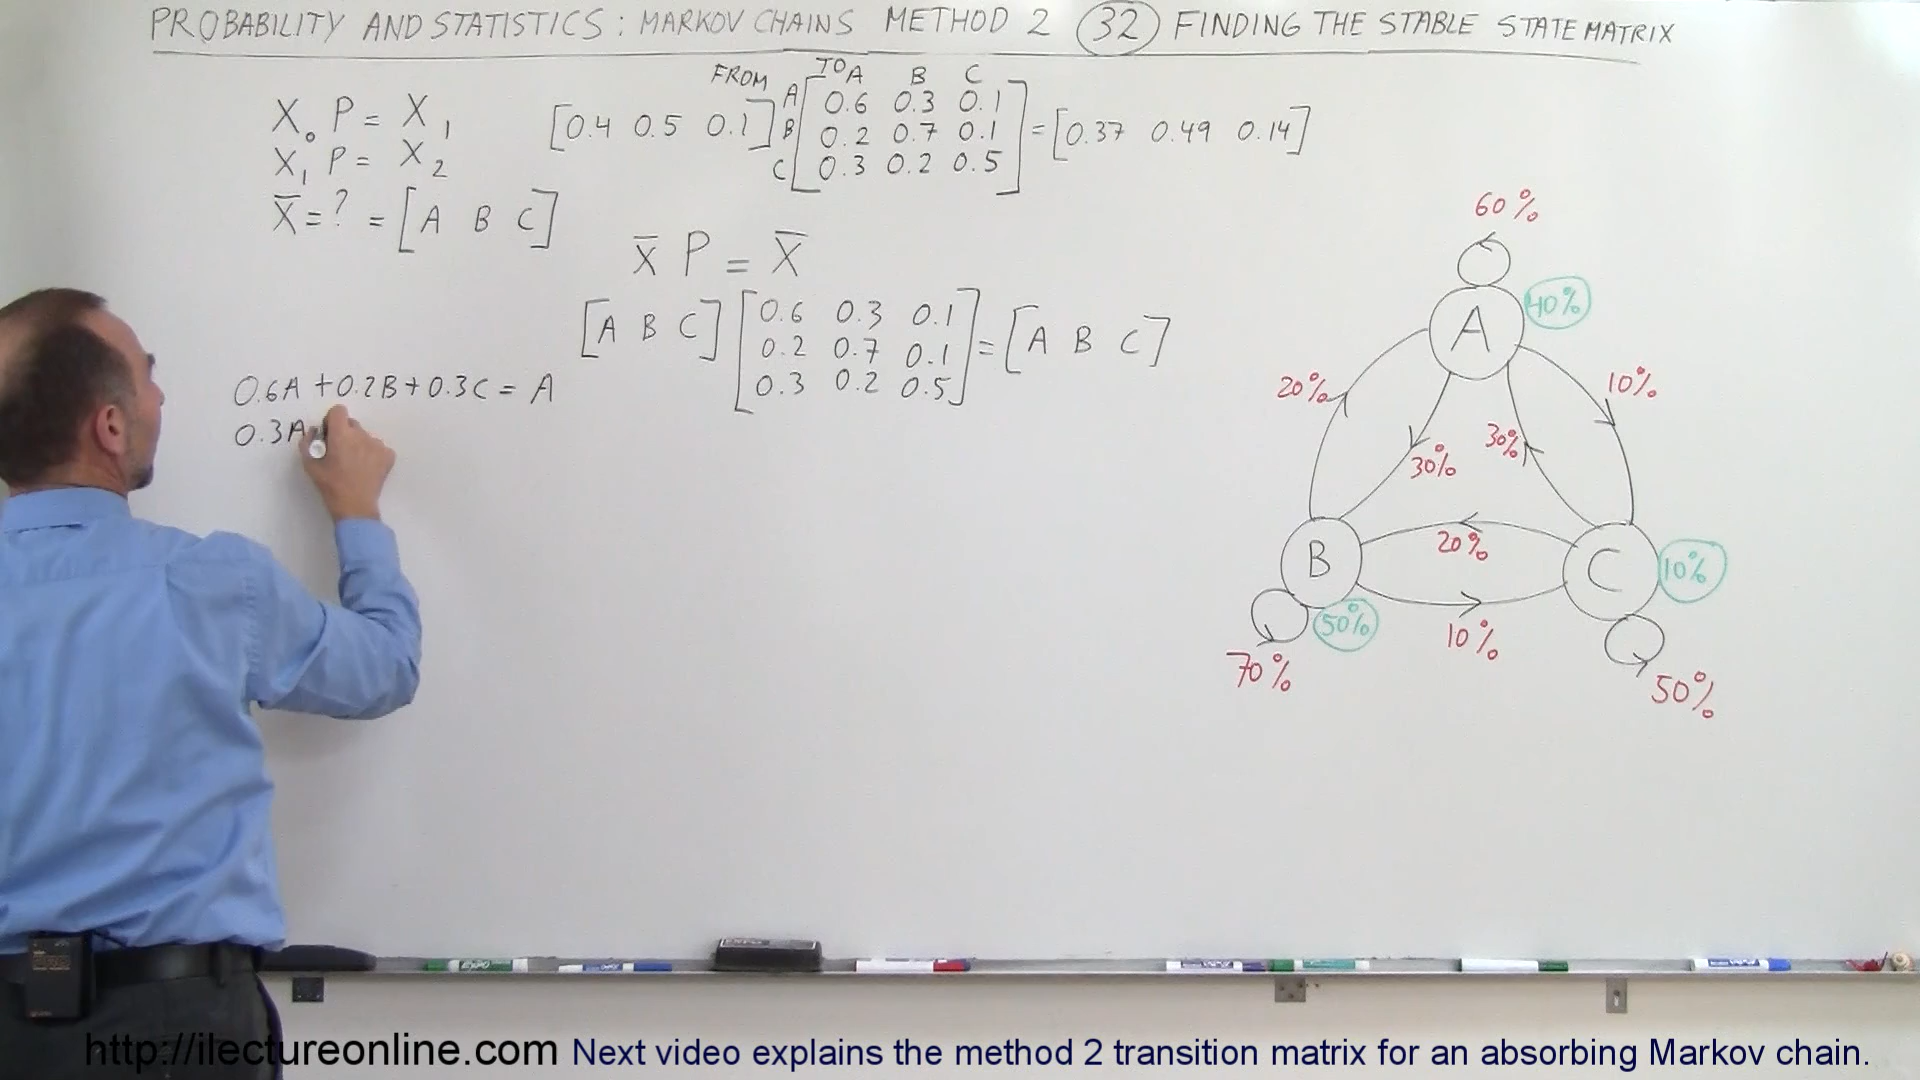 PROBABILITY AND STATISTICS: MARKOV CHAINS METHOD 2 (32) FINDING THE STABLE STATE MATRIX
X₀ P = X₁
X₁ P = X₂
X̅ = ? = [A B C]
FROM TO A B C
[0.4 0.5 0.1] A [0.6 0.3 0.1] = [0.37 0.49 0.14]
B 0.2 0.7 0.1
C 0.3 0.2 0.5
X̅ P = X̅
[A B C] [0.6 0.3 0.1] = [A B C]
0.2 0.7 0.1
0.3 0.2 0.5
0.6A + 0.2B + 0.3C = A
0.3A
60%
A 40%
20% 10%
30% 30%
20%
B 50%
C 10%
10%
70%
50%
EXPO
http://ilectureonline.com Next video explains the method 2 transition matrix for an absorbing Markov chain.